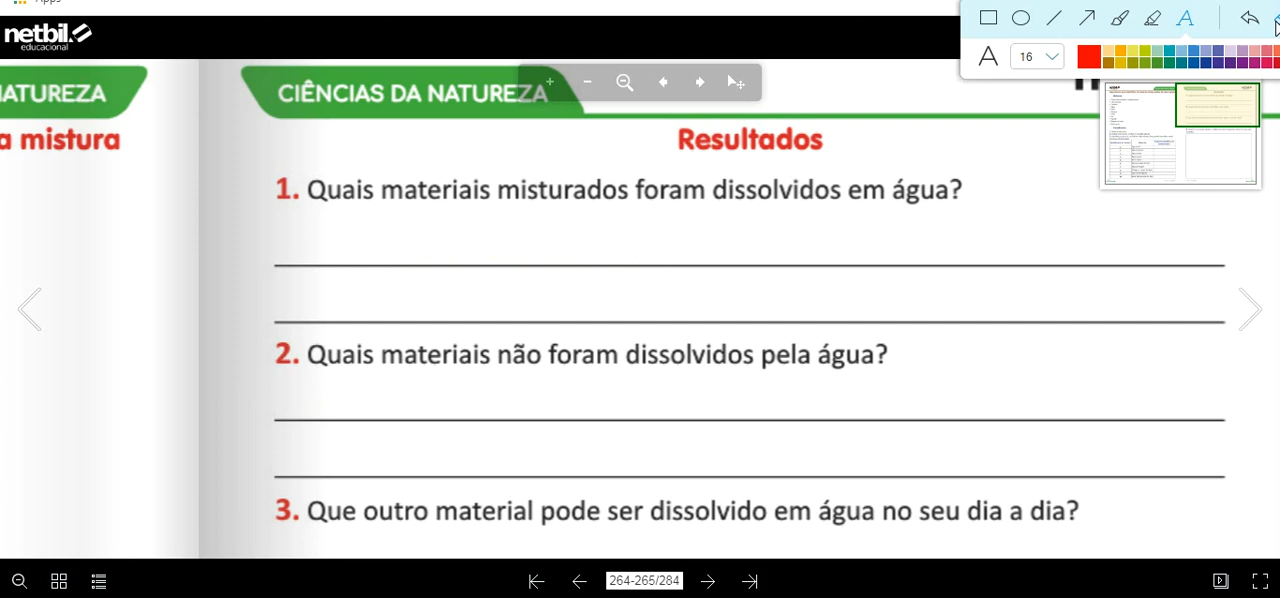 Apps
netbil
educacional
16
ATUREZA
CIÊNCIAS DA NATUREZA
a mistura
Resultados
1. Quais materiais misturados foram dissolvidos em água?
2. Quais materiais não foram dissolvidos pela água?
3. Que outro material pode ser dissolvido em água no seu dia a dia?
264-265/284